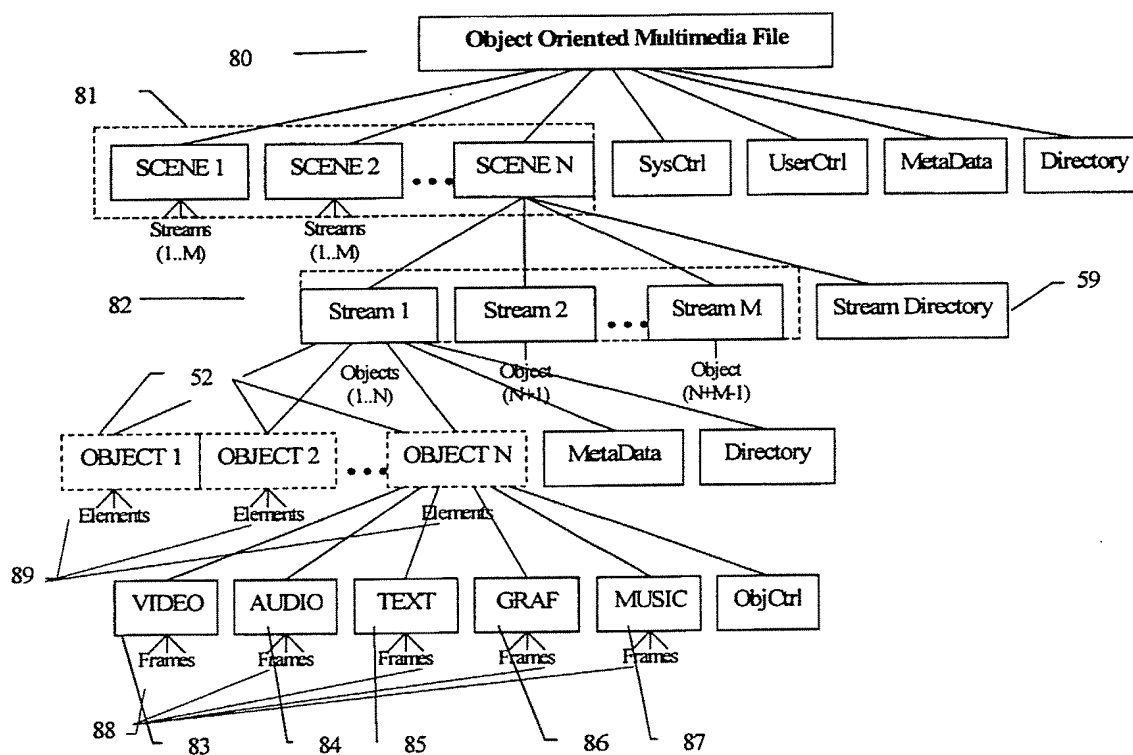 Object Oriented Multimedia File
80
81
SCENE 1
SCENE 2
...
SCENE N
SysCtrl
UserCtrl
MetaData
Directory
Streams
(1..M)
Streams
(1..M)
82
Stream 1
Stream 2
...
Stream M
Stream Directory
59
52
Objects
(1..N)
Object
(N+1)
Object
(N+M-1)
OBJECT 1
OBJECT 2
...
OBJECT N
MetaData
Directory
Elements
Elements
Elements
89
VIDEO
AUDIO
TEXT
GRAF
MUSIC
ObjCtrl
Frames
Frames
Frames
Frames
Frames
88
83
84
85
86
87